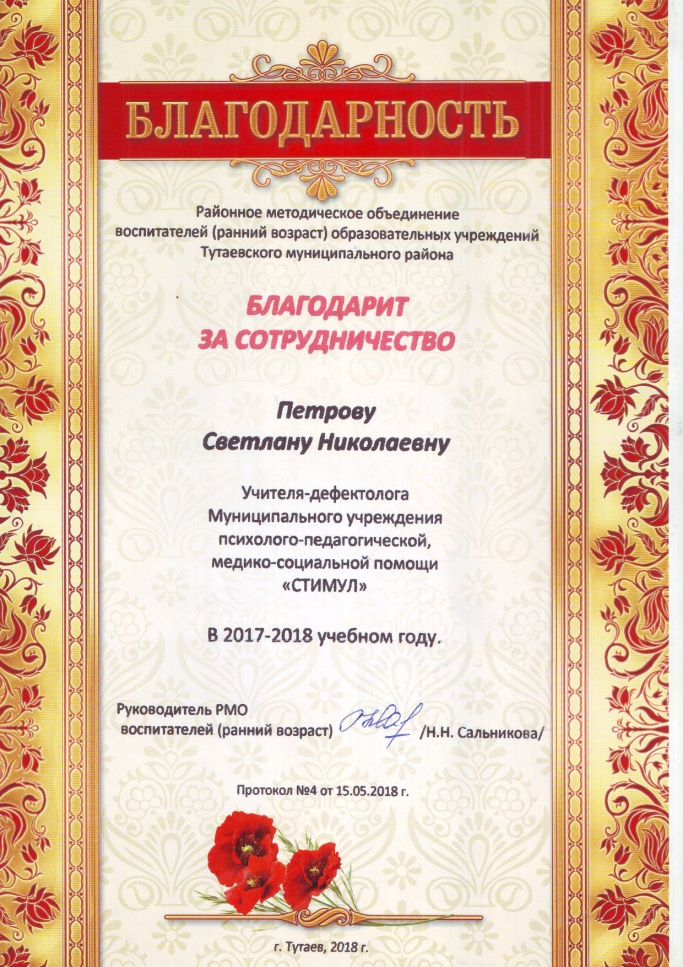 БЛАГОДАРНОСТЬ
Районное методическое объединение
воспитателей (ранний возраст) образовательных учреждений
Тутаевского муниципального района
БЛАГОДАРИТ
ЗА СОТРУДНИЧЕСТВО
Петрову
Светлану Николаевну
Учителя-дефектолога
Муниципального учреждения
психолого-педагогической,
медико-социальной помощи
«СТИМУЛ»
В 2017-2018 учебном году.
Руководитель РМО
воспитателей (ранний возраст) /Н.Н. Сальникова/
Протокол №4 от 15.05.2018 г.
г. Тутаев, 2018 г.